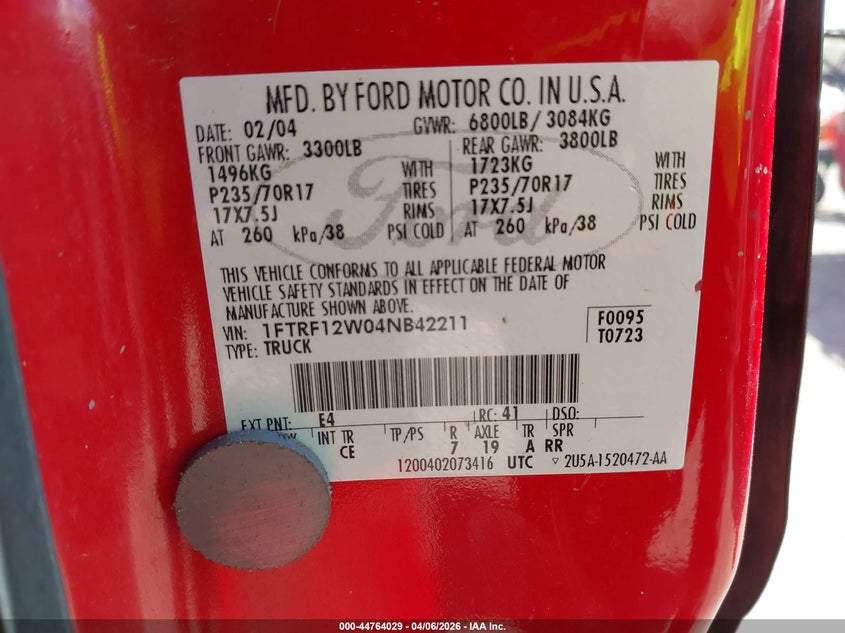 MFD. BY FORD MOTOR CO. IN U.S.A.
DATE: 02/04 GVWR: 6800LB/ 3084KG
FRONT GAWR: 3300LB REAR GAWR: 3800LB
1496KG WITH 1723KG WITH
P235/70R17 TIRES P235/70R17 TIRES
17X7.5J RIMS 17X7.5J RIMS
AT 260 kPa/38 PSI COLD AT 260 kPa/38 PSI COLD
Ford
THIS VEHICLE CONFORMS TO ALL APPLICABLE FEDERAL MOTOR
VEHICLE SAFETY STANDARDS IN EFFECT ON THE DATE OF
MANUFACTURE SHOWN ABOVE.
VIN: 1FTRF12W04NB42211 F0095
TYPE: TRUCK T0723
EXT PNT: E4 RC: 41 DSO:
INT TR TP/PS R AXLE TR SPR
CE 7 19 A RR
1200402073416 UTC ▽ 2U5A-1520472-AA
000-44764029 - 04/06/2026 - IAA Inc.